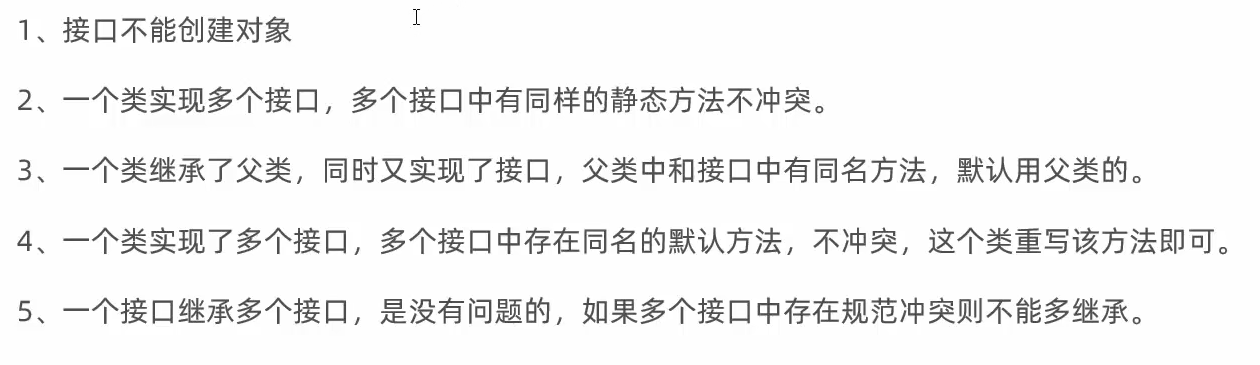 1、接口不能创建对象
2、一个类实现多个接口，多个接口中有同样的静态方法不冲突。
3、一个类继承了父类，同时又实现了接口，父类中和接口中有同名方法，默认用父类的。
4、一个类实现了多个接口，多个接口中存在同名的默认方法，不冲突，这个类重写该方法即可。
5、一个接口继承多个接口，是没有问题的，如果多个接口中存在规范冲突则不能多继承。